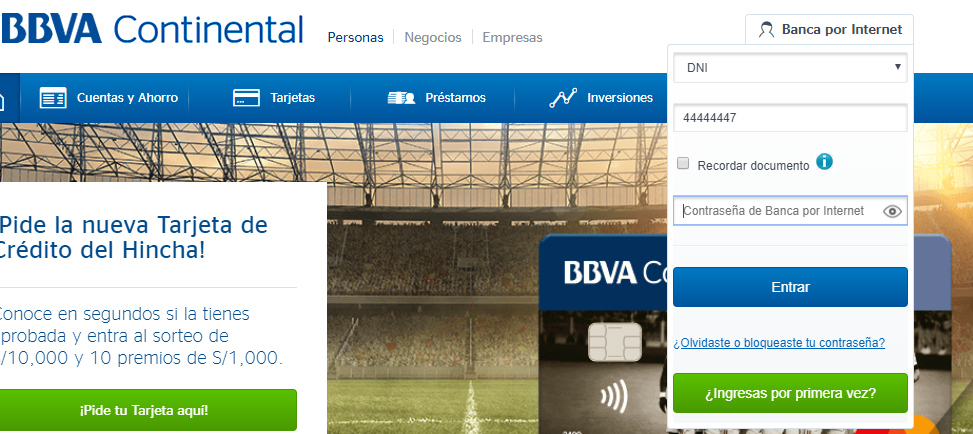 BBVA Continental
Personas
Negocios
Empresas
Banca por Internet
DNI
Cuentas y Ahorro
Tarjetas
Préstamos
Inversiones
44444447
Recordar documento
Contraseña de Banca por Internet
Entrar
¿Olvidaste o bloqueaste tu contraseña?
¿Ingresas por primera vez?
Pide la nueva Tarjeta de
Crédito del Hincha!
Conoce en segundos si la tienes
probada y entra al sorteo de
/10,000 y 10 premios de S/1,000.
¡Pide tu Tarjeta aquí!
BBVA Co